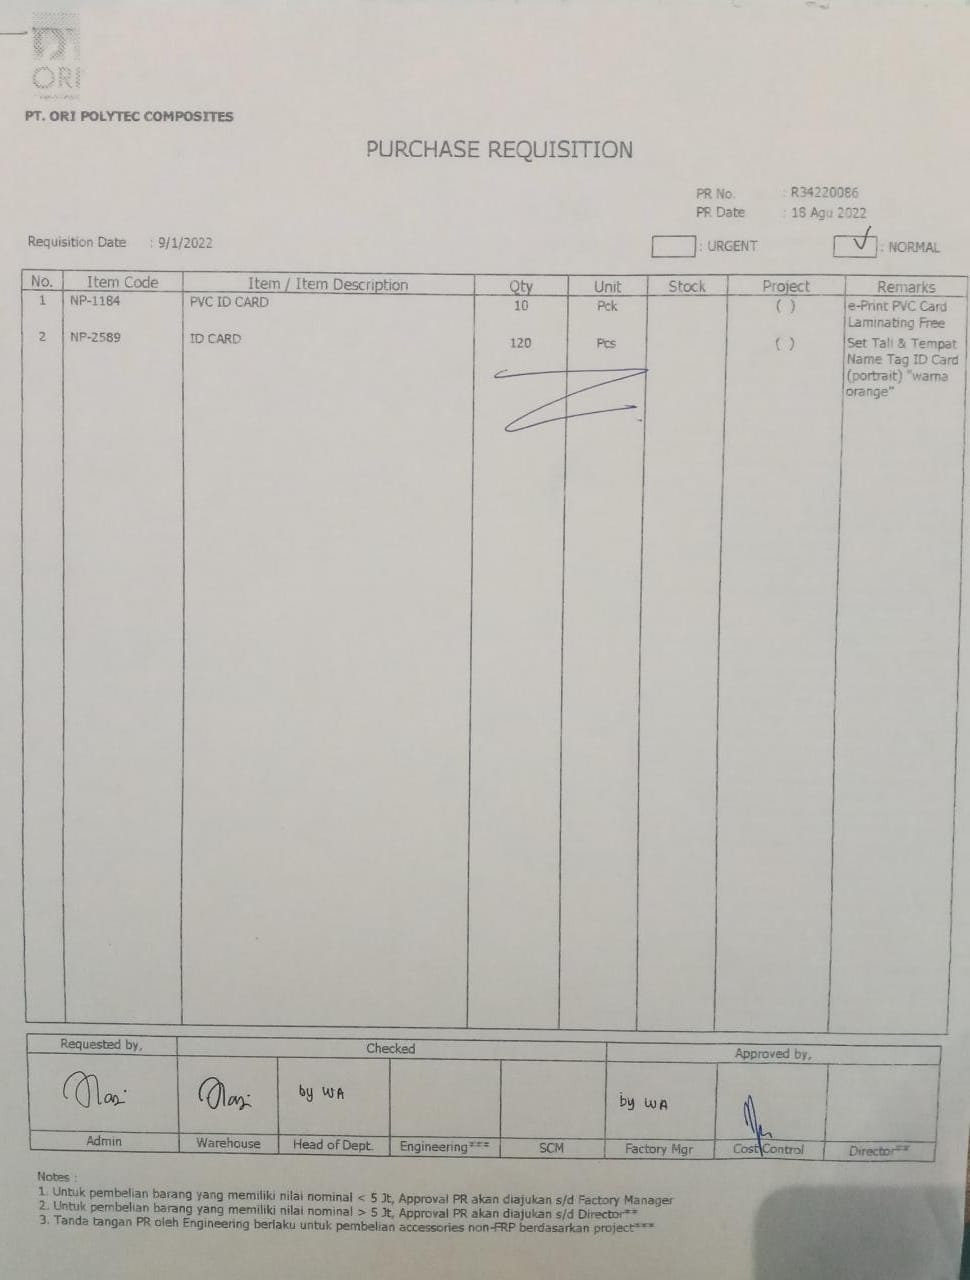 ORI
PT. ORI POLYTEC COMPOSITES
PURCHASE REQUISITION
PR No. : R34220086
PR Date : 18 Agu 2022
Requisition Date : 9/1/2022
: URGENT
✓ : NORMAL
No. Item Code Item / Item Description Qty Unit Stock Project Remarks
1 NP-1184 PVC ID CARD 10 Pck ( ) e-Print PVC Card
Laminating Free
2 NP-2589 ID CARD 120 Pcs ( ) Set Tali & Tempat
Name Tag ID Card
(portrait) "warna
orange"
Requested by, Checked Approved by,
by WA by WA
Admin Warehouse Head of Dept. Engineering*** SCM Factory Mgr Cost Control Director**
Notes :
1. Untuk pembelian barang yang memiliki nilai nominal < 5 Jt, Approval PR akan diajukan s/d Factory Manager
2. Untuk pembelian barang yang memiliki nilai nominal > 5 Jt, Approval PR akan diajukan s/d Director**
3. Tanda tangan PR oleh Engineering berlaku untuk pembelian accessories non-FRP berdasarkan project***